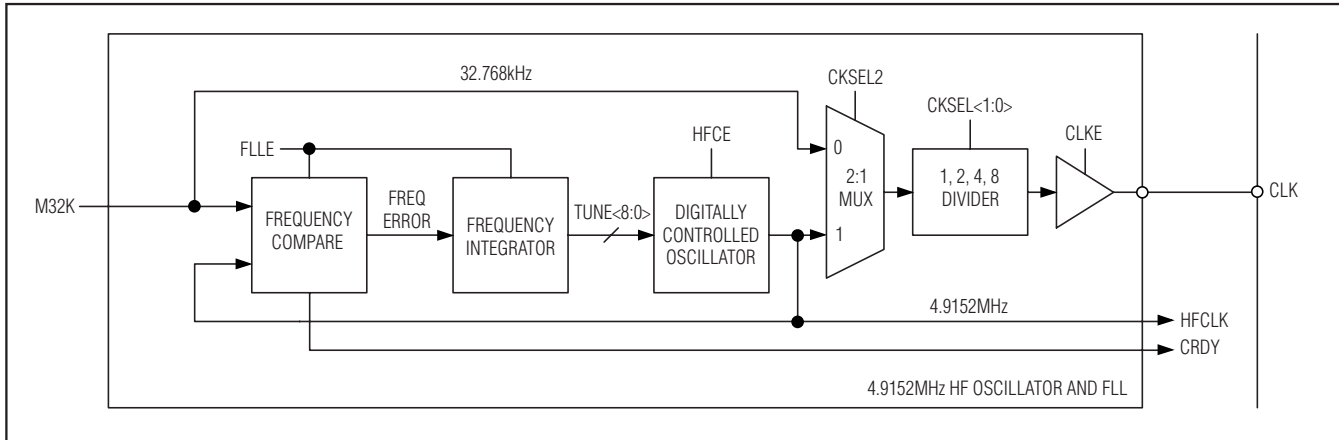 32.768kHz
CKSEL2
CKSEL<1:0>
CLKE
FLLE
HFCE
0
2:1
MUX
1
1, 2, 4, 8
DIVIDER
CLK
M32K
FREQUENCY
COMPARE
FREQ
ERROR
FREQUENCY
INTEGRATOR
TUNE<8:0>
DIGITALLY
CONTROLLED
OSCILLATOR
4.9152MHz
HFCLK
CRDY
4.9152MHz HF OSCILLATOR AND FLL